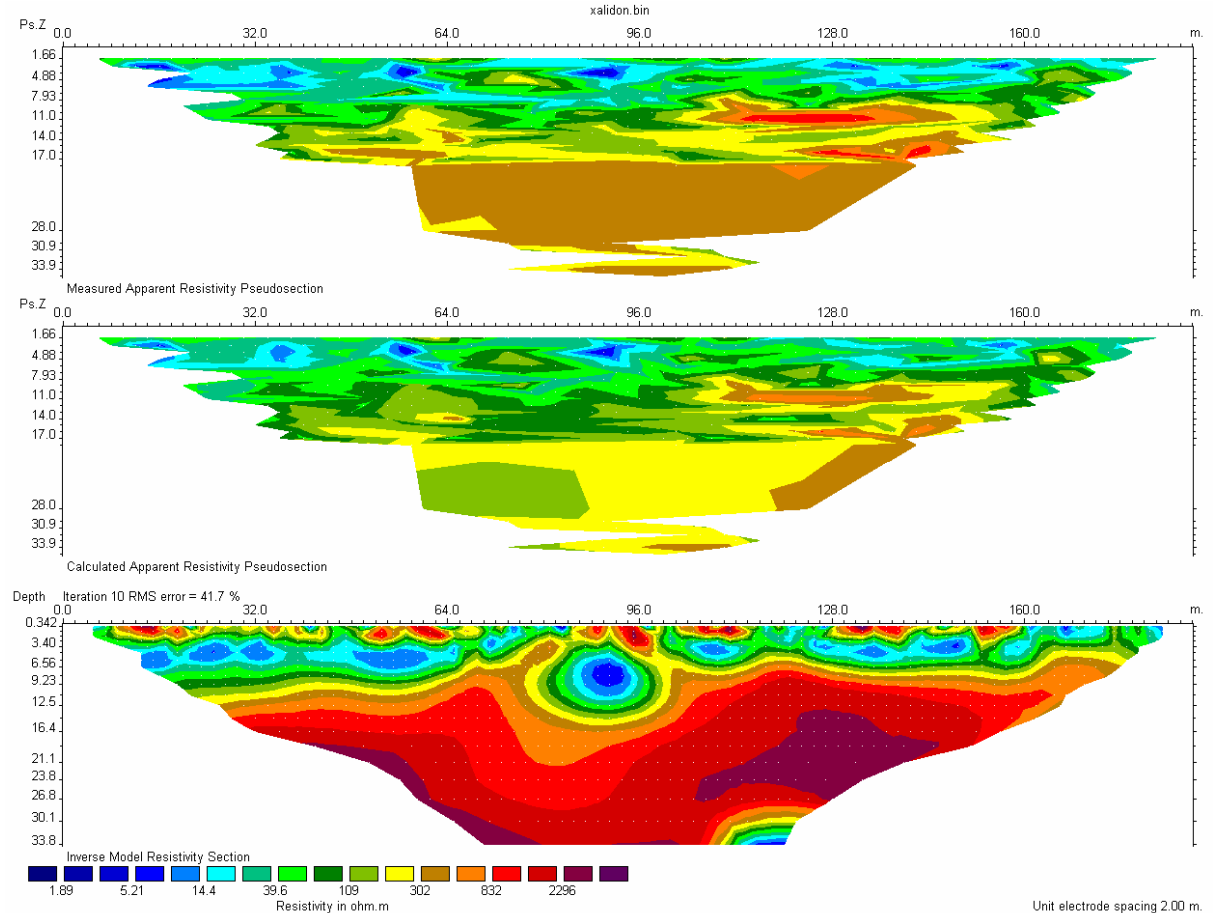 xalidon.bin
Ps.Z 0.0 32.0 64.0 96.0 128.0 160.0 m.
1.66
4.88
7.93
11.0
14.0
17.0
28.0
30.9
33.9
Measured Apparent Resistivity Pseudosection
Ps.Z 0.0 32.0 64.0 96.0 128.0 160.0 m.
1.66
4.88
7.93
11.0
14.0
17.0
28.0
30.9
33.9
Calculated Apparent Resistivity Pseudosection
Depth Iteration 10 RMS error = 41.7 %
0.0 32.0 64.0 96.0 128.0 160.0 m.
0.342
3.40
6.56
9.23
12.5
16.4
21.1
23.8
26.8
30.1
33.8
Inverse Model Resistivity Section
1.89 5.21 14.4 39.6 109 302 832 2296
Resistivity in ohm.m Unit electrode spacing 2.00 m.